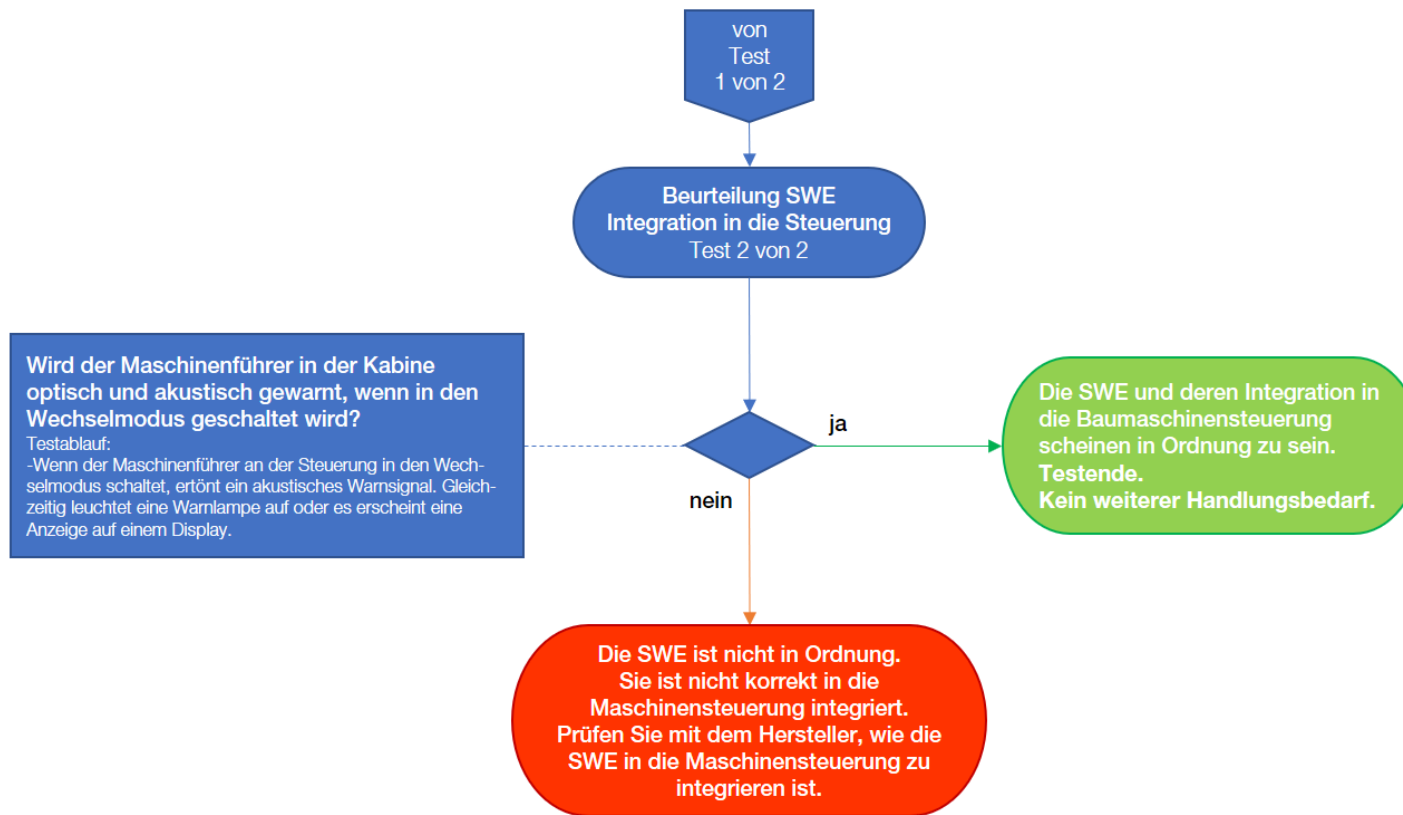 von
Test
1 von 2
Beurteilung SWE
Integration in die Steuerung
Test 2 von 2
Wird der Maschinenführer in der Kabine
optisch und akustisch gewarnt, wenn in den
Wechselmodus geschaltet wird?
Testablauf:
-Wenn der Maschinenführer an der Steuerung in den Wech-
selmodus schaltet, ertönt ein akustisches Warnsignal. Gleich-
zeitig leuchtet eine Warnlampe auf oder es erscheint eine
Anzeige auf einem Display.
ja
Die SWE und deren Integration in
die Baumaschinensteuerung
scheinen in Ordnung zu sein.
Testende.
Kein weiterer Handlungsbedarf.
nein
Die SWE ist nicht in Ordnung.
Sie ist nicht korrekt in die
Maschinensteuerung integriert.
Prüfen Sie mit dem Hersteller, wie die
SWE in die Maschinensteuerung zu
integrieren ist.